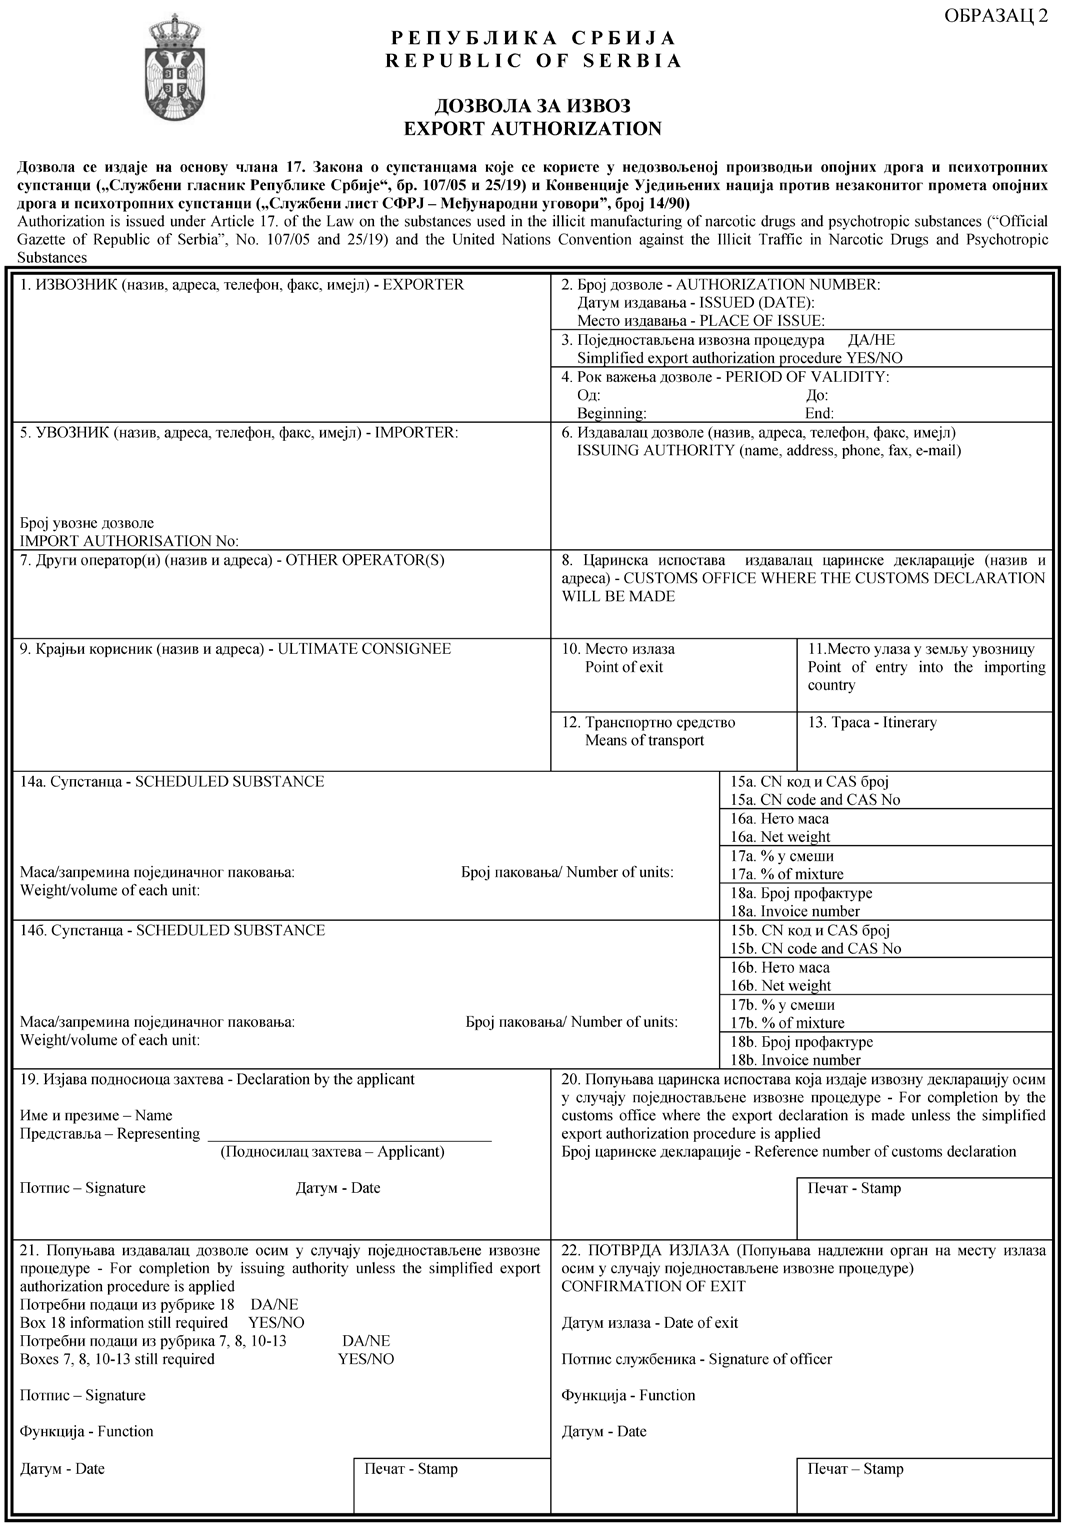 ОБРАЗАЦ 2
РЕПУБЛИКА СРБИЈА
REPUBLIC OF SERBIA
ДОЗВОЛА ЗА ИЗВОЗ
EXPORT AUTHORIZATION
Дозвола се издаје на основу члана 17. Закона о супстанцама које се користе у недозвољеној производњи опојних дрога и психотропних
супстанци („Службени гласник Републике Србије“, бр. 107/05 и 25/19) и Конвенције Уједињених нација против незаконитог промета опојних
дрога и психотропних супстанци („Службени лист СФРЈ – Међународни уговори”, број 14/90)
Authorization is issued under Article 17. of the Law on the substances used in the illicit manufacturing of narcotic drugs and psychotropic substances (“Official
Gazette of Republic of Serbia”, No. 107/05 and 25/19) and the United Nations Convention against the Illicit Traffic in Narcotic Drugs and Psychotropic
Substances
1. ИЗВОЗНИК (назив, адреса, телефон, факс, имејл) - EXPORTER
2. Број дозволе - AUTHORIZATION NUMBER:
Датум издавања - ISSUED (DATE):
Место издавања - PLACE OF ISSUE:
3. Поједностављена извозна процедура ДА/НЕ
Simplified export authorization procedure YES/NO
4. Рок важења дозволе - PERIOD OF VALIDITY:
Од: До:
Beginning: End:
5. УВОЗНИК (назив, адреса, телефон, факс, имејл) - IMPORTER:
Број увозне дозволе
IMPORT AUTHORISATION No:
6. Издавалац дозволе (назив, адреса, телефон, факс, имејл)
ISSUING AUTHORITY (name, address, phone, fax, e-mail)
7. Други оператор(и) (назив и адреса) - OTHER OPERATOR(S)
8. Царинска испостава издавалац царинске декларације (назив и
адреса) - CUSTOMS OFFICE WHERE THE CUSTOMS DECLARATION
WILL BE MADE
9. Крајњи корисник (назив и адреса) - ULTIMATE CONSIGNEE
10. Место излаза
Point of exit
11.Место улаза у земљу увозницу
Point of entry into the importing
country
12. Транспортно средство
Means of transport
13. Траса - Itinerary
14a. Супстанца - SCHEDULED SUBSTANCE
Маса/запремина појединачног паковања: Број паковања/ Number of units:
Weight/volume of each unit:
15a. CN код и CAS број
15a. CN code and CAS No
16a. Нето маса
16a. Net weight
17a. % у смеши
17a. % of mixture
18a. Број профактуре
18a. Invoice number
14б. Супстанца - SCHEDULED SUBSTANCE
Маса/запремина појединачног паковања: Број паковања/ Number of units:
Weight/volume of each unit:
15b. CN код и CAS број
15b. CN code and CAS No
16b. Нето маса
16b. Net weight
17b. % у смеши
17b. % of mixture
18b. Број профактуре
18b. Invoice number
19. Изјава подносиоца захтева - Declaration by the applicant
Име и презиме – Name
Представља – Representing
(Подносилац захтева – Applicant)
Потпис – Signature Датум - Date
20. Попуњава царинска испостава која издаје извозну декларацију осим
у случају поједностављене извозне процедуре - For completion by the
customs office where the export declaration is made unless the simplified
export authorization procedure is applied
Број царинске декларације - Reference number of customs declaration
Печат - Stamp
21. Попуњава издавалац дозволе осим у случају поједностављене извозне
процедуре - For completion by issuing authority unless the simplified export
authorization procedure is applied
Потребни подаци из рубрике 18 DA/NE
Box 18 information still required YES/NO
Потребни подаци из рубрика 7, 8, 10-13 DA/NE
Boxes 7, 8, 10-13 still required YES/NO
Потпис – Signature
Функција - Function
Датум - Date
Печат - Stamp
22. ПОТВРДА ИЗЛАЗА (Попуњава надлежни орган на месту излаза
осим у случају поједностављене извозне процедуре)
CONFIRMATION OF EXIT
Датум излаза - Date of exit
Потпис службеника - Signature of officer
Функција - Function
Датум - Date
Печат – Stamp